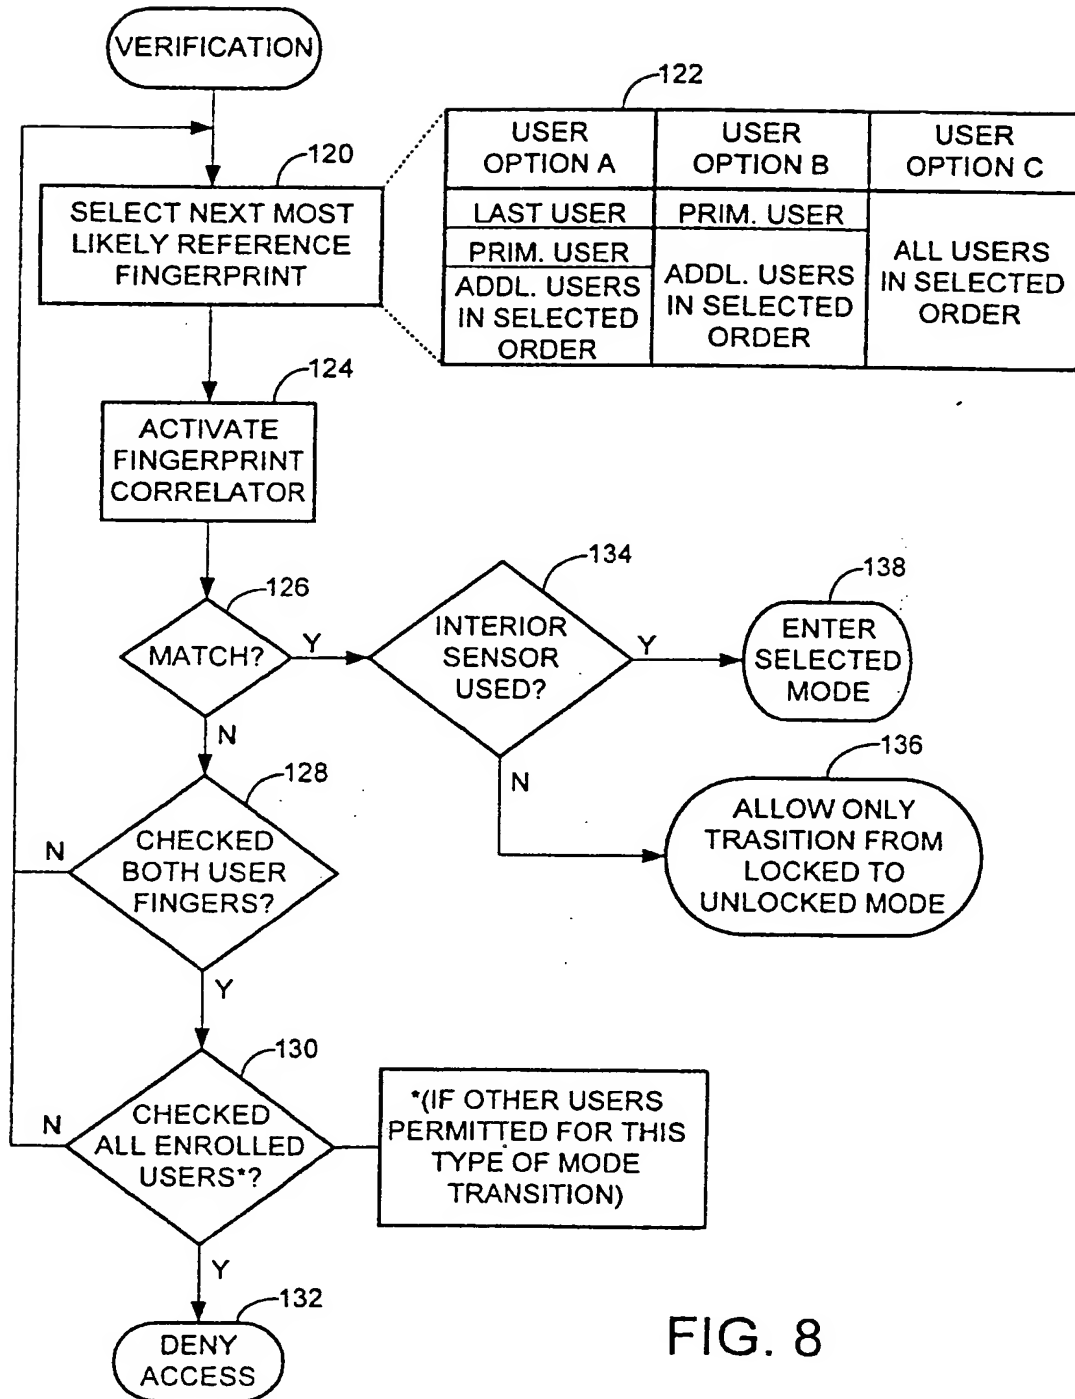 VERIFICATION
122
120
SELECT NEXT MOST
LIKELY REFERENCE
FINGERPRINT
USER
OPTION A
USER
OPTION B
USER
OPTION C
LAST USER
PRIM. USER
ADDL. USERS
IN SELECTED
ORDER
PRIM. USER
ADDL. USERS
IN SELECTED
ORDER
ALL USERS
IN SELECTED
ORDER
124
ACTIVATE
FINGERPRINT
CORRELATOR
126
MATCH?
Y
N
134
INTERIOR
SENSOR
USED?
Y
N
138
ENTER
SELECTED
MODE
136
ALLOW ONLY
TRASITION FROM
LOCKED TO
UNLOCKED MODE
128
CHECKED
BOTH USER
FINGERS?
N
Y
130
CHECKED
ALL ENROLLED
USERS*?
N
Y
*(IF OTHER USERS
PERMITTED FOR THIS
TYPE OF MODE
TRANSITION)
132
DENY
ACCESS
FIG. 8